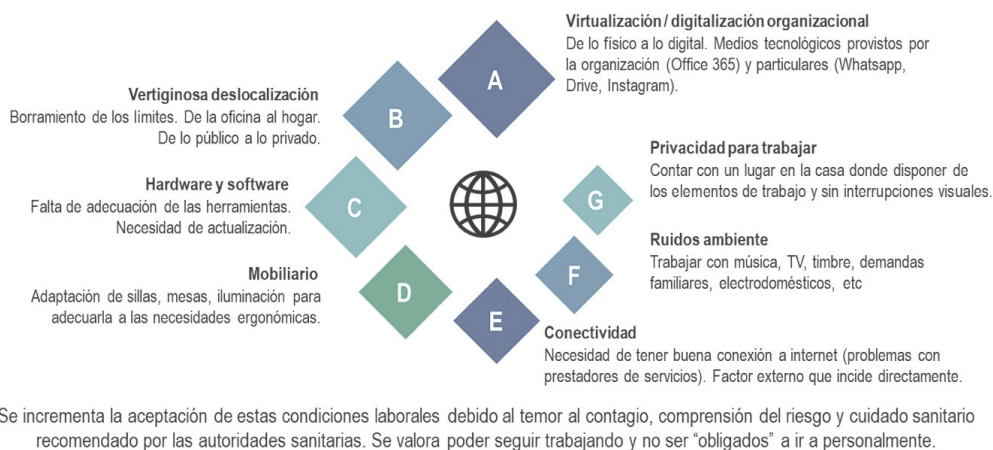 A
Virtualización / digitalización organizacional
De lo físico a lo digital. Medios tecnológicos provistos por
la organización (Office 365) y particulares (Whatsapp,
Drive, Instagram).
B
Vertiginosa deslocalización
Borramiento de los límites. De la oficina al hogar.
De lo público a lo privado.
C
Hardware y software
Falta de adecuación de las herramientas.
Necesidad de actualización.
D
Mobiliario
Adaptación de sillas, mesas, iluminación para
adecuarla a las necesidades ergonómicas.
E
Conectividad
Necesidad de tener buena conexión a internet (problemas con
prestadores de servicios). Factor externo que incide directamente.
F
Ruidos ambiente
Trabajar con música, TV, timbre, demandas
familiares, electrodomésticos, etc
G
Privacidad para trabajar
Contar con un lugar en la casa donde disponer de
los elementos de trabajo y sin interrupciones visuales.
Se incrementa la aceptación de estas condiciones laborales debido al temor al contagio, comprensión del riesgo y cuidado sanitario
recomendado por las autoridades sanitarias. Se valora poder seguir trabajando y no ser “obligados” a ir a personalmente.